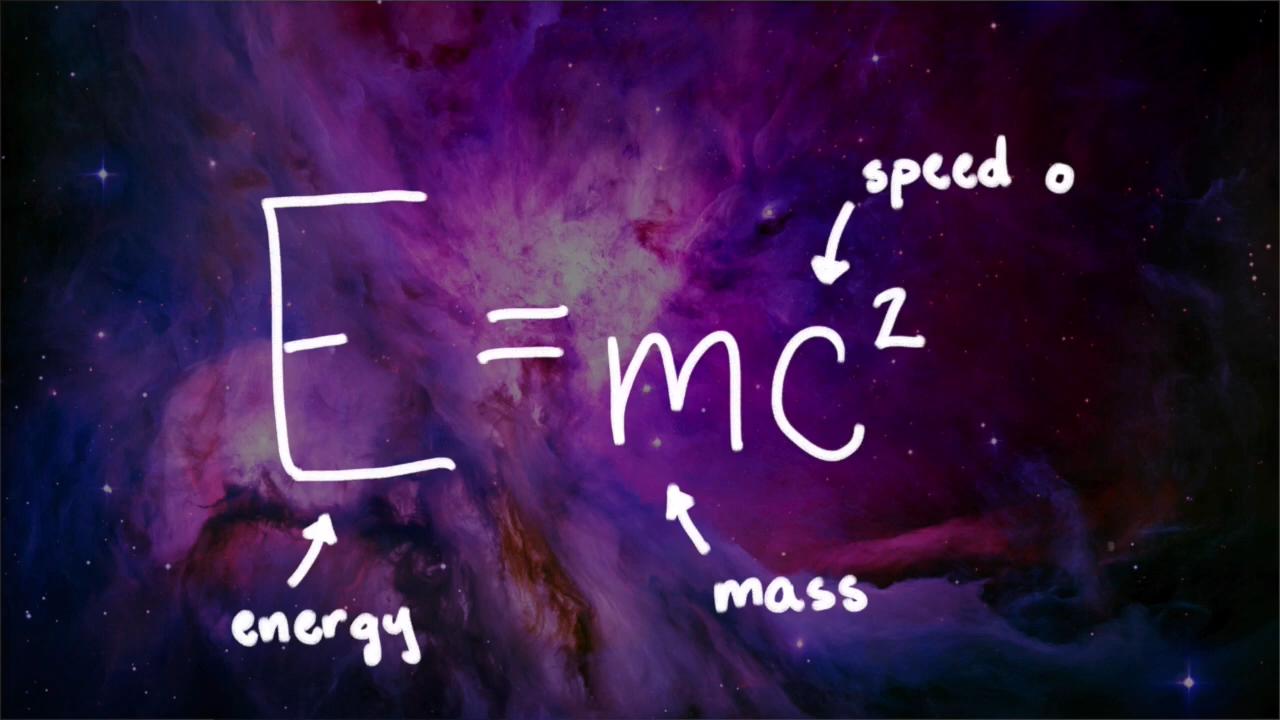 speed o
E = mc²
mass
energy